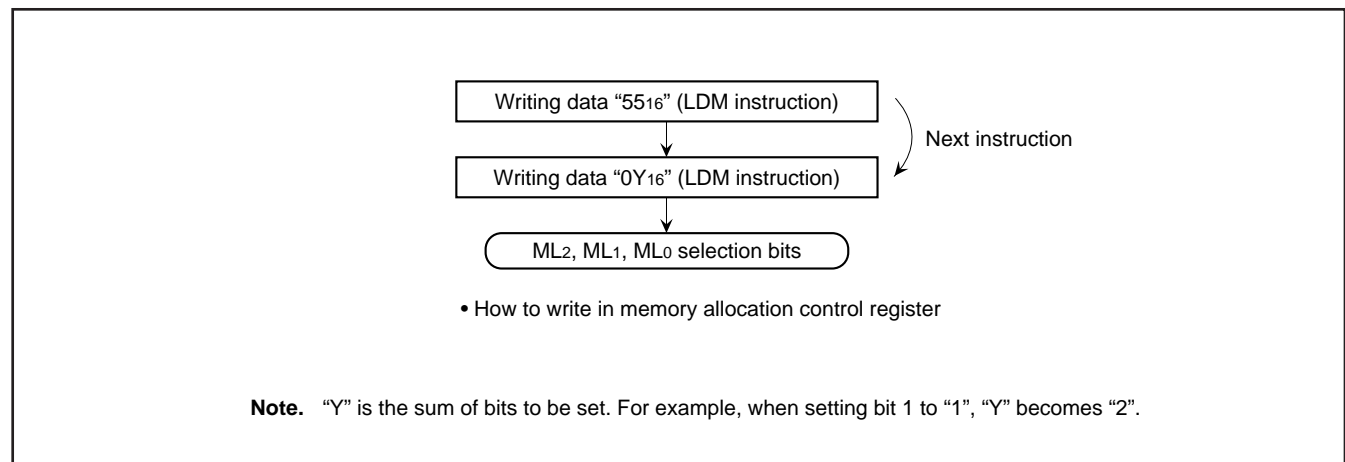 Writing data “5516” (LDM instruction)
Next instruction
Writing data “0Y16” (LDM instruction)
ML2, ML1, ML0 selection bits
• How to write in memory allocation control register
Note. “Y” is the sum of bits to be set. For example, when setting bit 1 to “1”, “Y” becomes “2”.